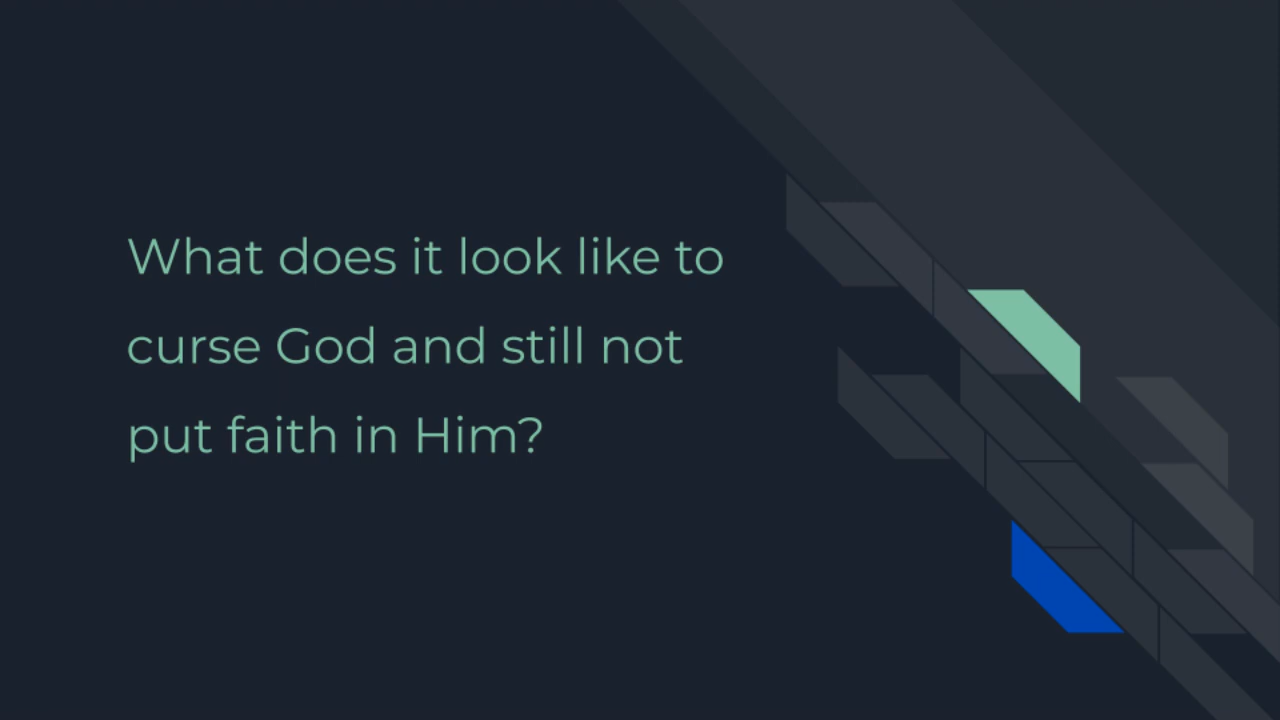 What does it look like to
curse God and still not
put faith in Him?